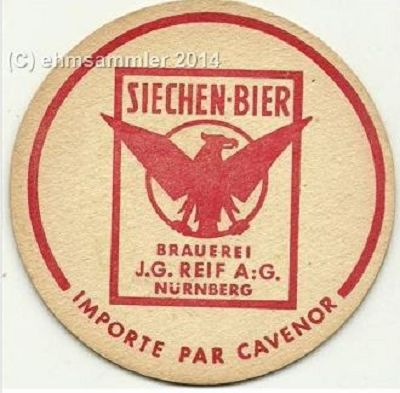 (C) ehmsammler 2014
SIECHEN·BIER
BRAUEREI
J.G. REIF A:G.
NÜRNBERG
IMPORTE PAR CAVENOR